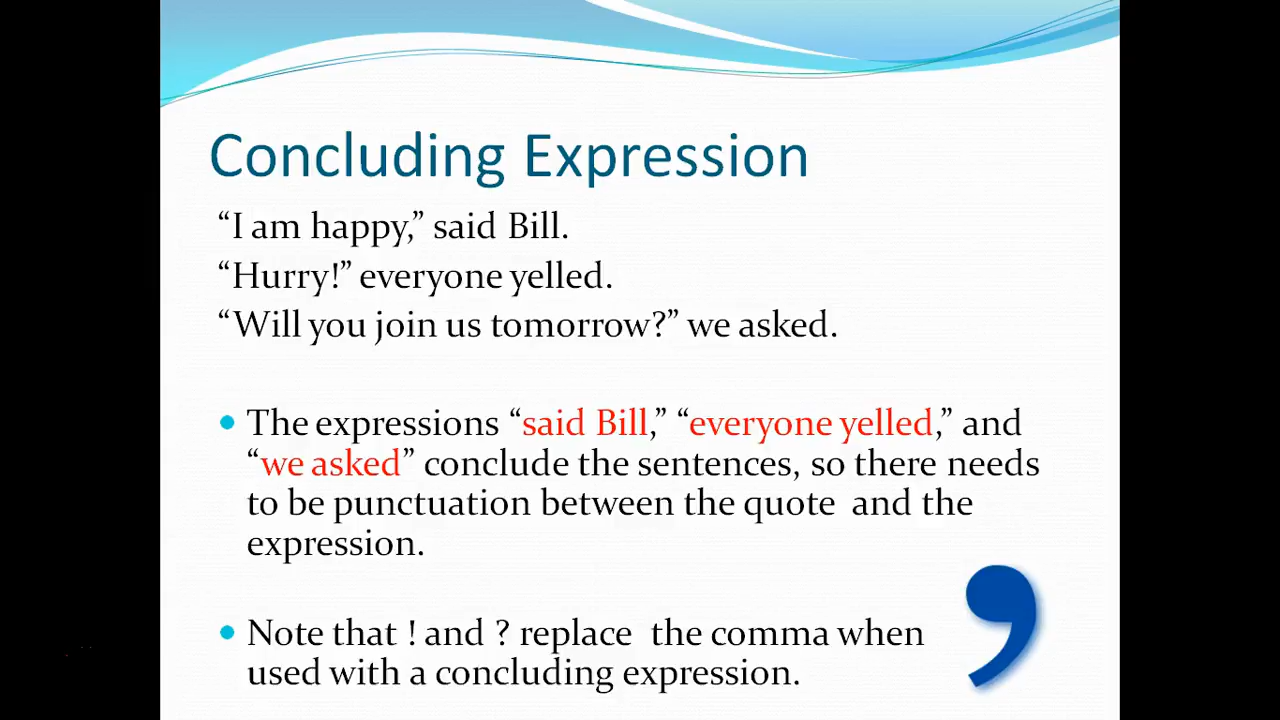 Concluding Expression
“I am happy,” said Bill.
“Hurry!” everyone yelled.
“Will you join us tomorrow?” we asked.
The expressions “said Bill,” “everyone yelled,” and
“we asked” conclude the sentences, so there needs
to be punctuation between the quote and the
expression.
Note that ! and ? replace the comma when
used with a concluding expression.